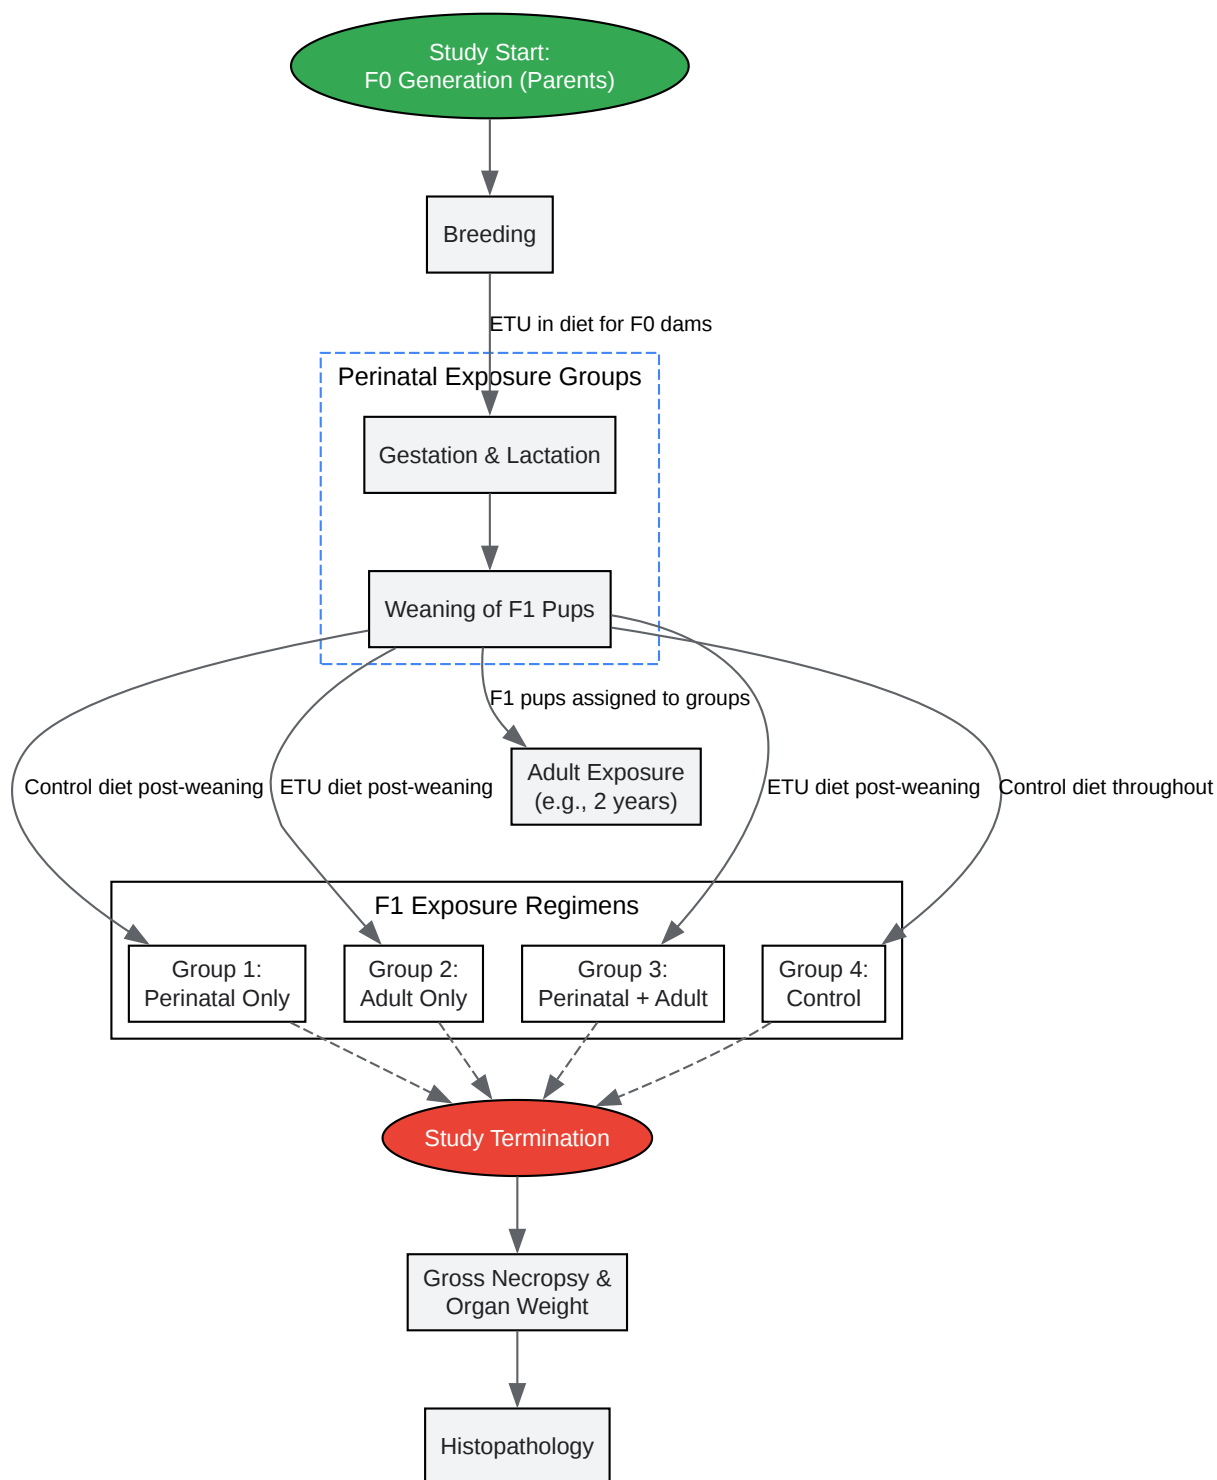 Study Start:
F0 Generation (Parents)
Breeding
ETU in diet for F0 dams
Perinatal Exposure Groups
Gestation & Lactation
Weaning of F1 Pups
F1 pups assigned to groups
Adult Exposure
(e.g., 2 years)
Control diet post-weaning
ETU diet post-weaning
ETU diet post-weaning
Control diet throughout
F1 Exposure Regimens
Group 1:
Perinatal Only
Group 2:
Adult Only
Group 3:
Perinatal + Adult
Group 4:
Control
Study Termination
Gross Necropsy &
Organ Weight
Histopathology